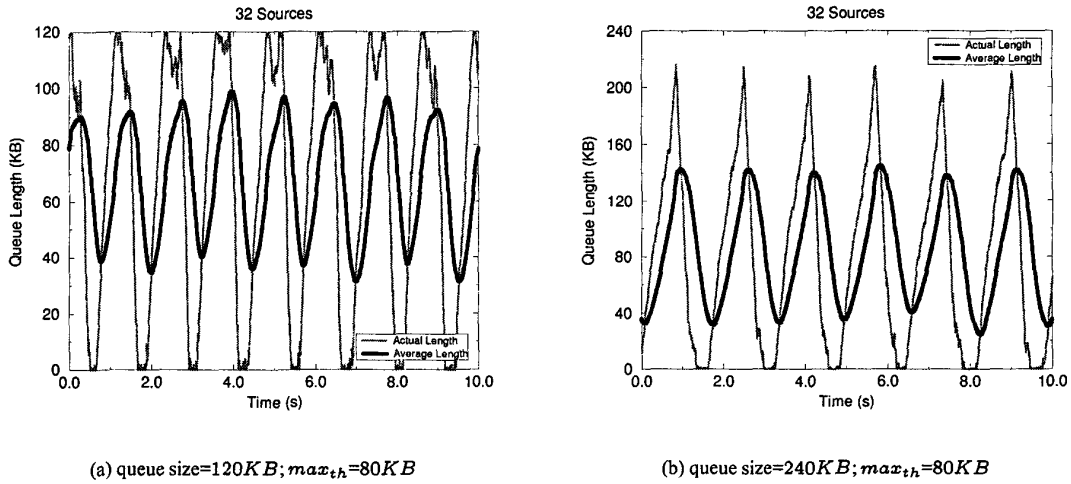 32 Sources
120
100
80
60
40
20
0
Queue Length (KB)
Actual Length
Average Length
0.0 2.0 4.0 6.0 8.0 10.0
Time (s)
(a) queue size=120KB; max_th=80KB
32 Sources
240
200
160
120
80
40
0
Queue Length (KB)
Actual Length
Average Length
0.0 2.0 4.0 6.0 8.0 10.0
Time (s)
(b) queue size=240KB; max_th=80KB